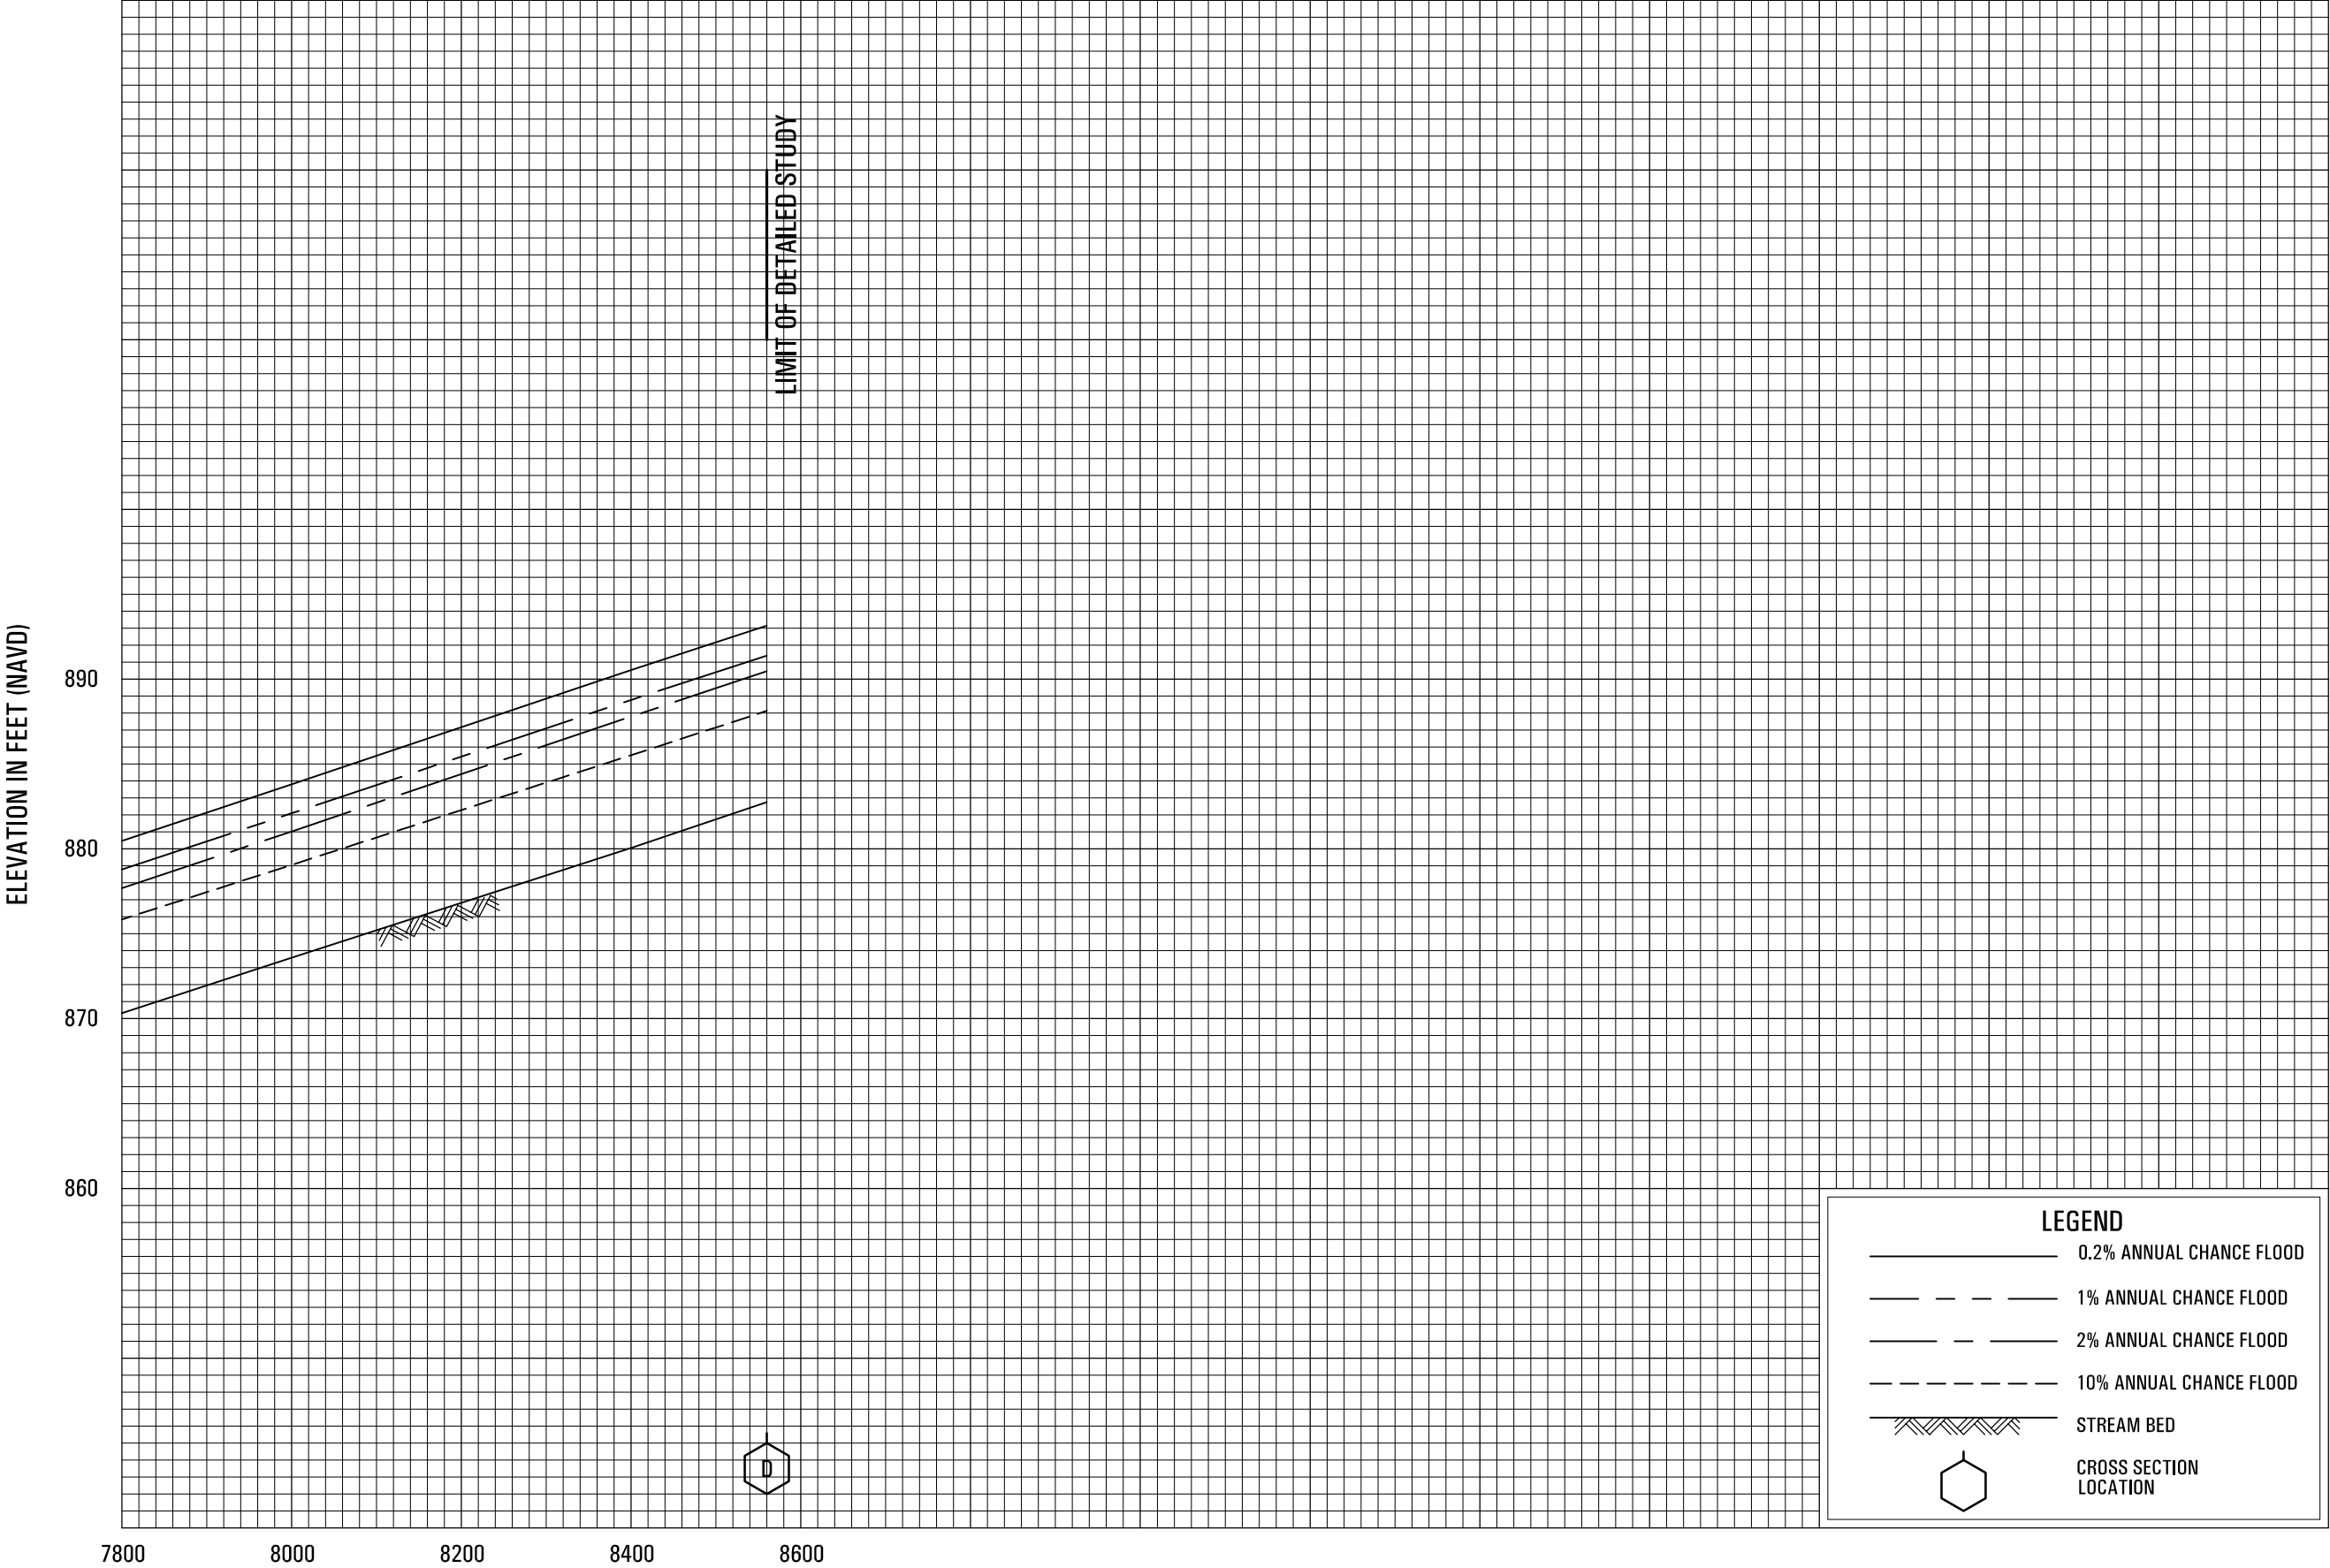 LIMIT OF DETAILED STUDY
ELEVATION IN FEET (NAVD)
890
880
870
860
LEGEND
0.2% ANNUAL CHANCE FLOOD
1% ANNUAL CHANCE FLOOD
2% ANNUAL CHANCE FLOOD
10% ANNUAL CHANCE FLOOD
STREAM BED
CROSS SECTION
LOCATION
D
7800 8000 8200 8400 8600